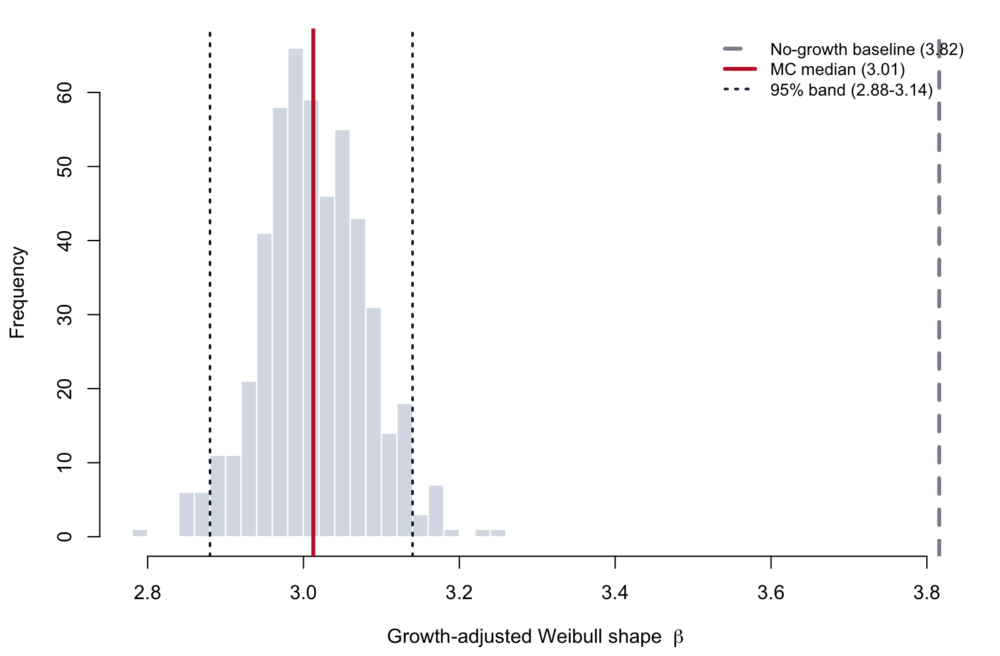 No-growth baseline (3.82)
MC median (3.01)
95% band (2.88-3.14)
60
50
40
30
20
10
0
Frequency
2.8 3.0 3.2 3.4 3.6 3.8
Growth-adjusted Weibull shape β